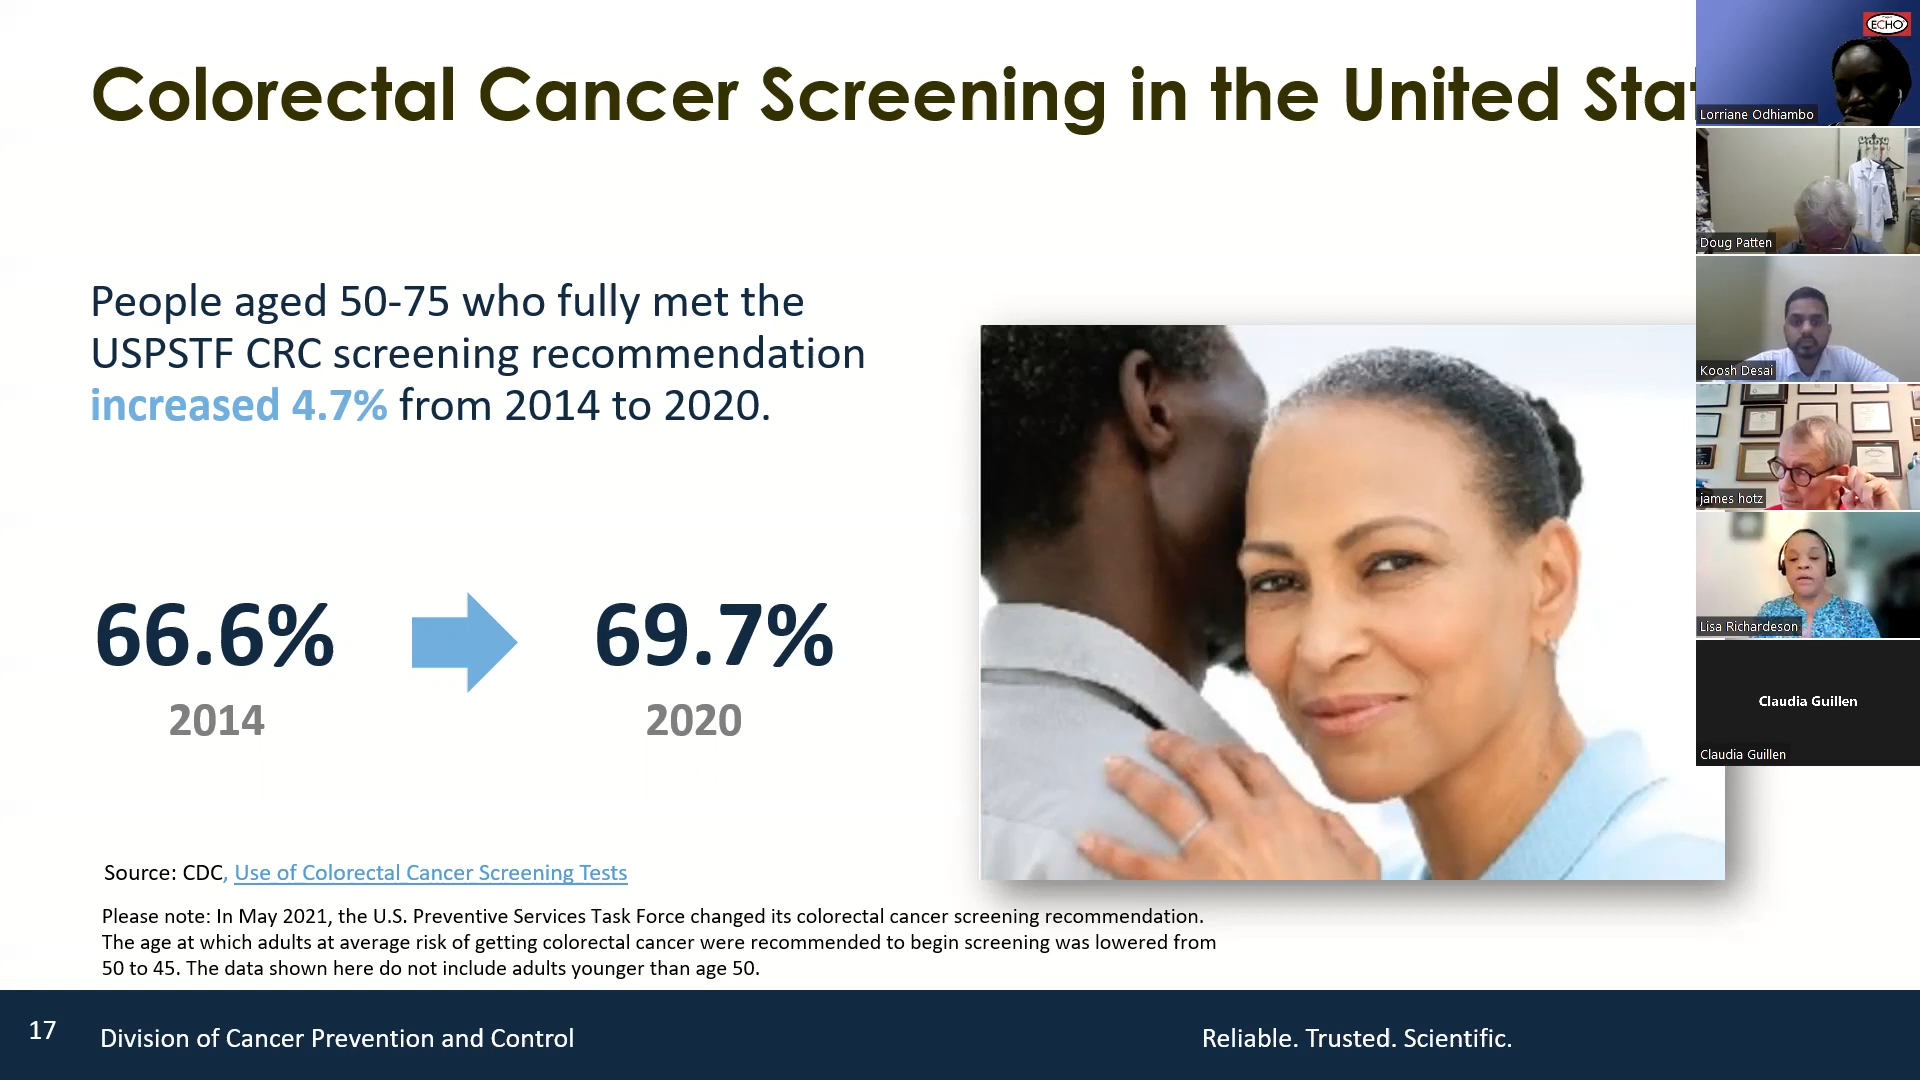 Colorectal Cancer Screening in the United Stat
People aged 50-75 who fully met the
USPSTF CRC screening recommendation
increased 4.7% from 2014 to 2020.
66.6%
69.7%
2014
2020
Source: CDC, Use of Colorectal Cancer Screening Tests
Please note: In May 2021, the U.S. Preventive Services Task Force changed its colorectal cancer screening recommendation.
The age at which adults at average risk of getting colorectal cancer were recommended to begin screening was lowered from
50 to 45. The data shown here do not include adults younger than age 50.
17
Division of Cancer Prevention and Control
Reliable. Trusted. Scientific.
ECHO
Lorriane Odhiambo
Doug Patten
Koosh Desai
james hotz
Lisa Richardeson
Claudia Guillen
Claudia Guillen